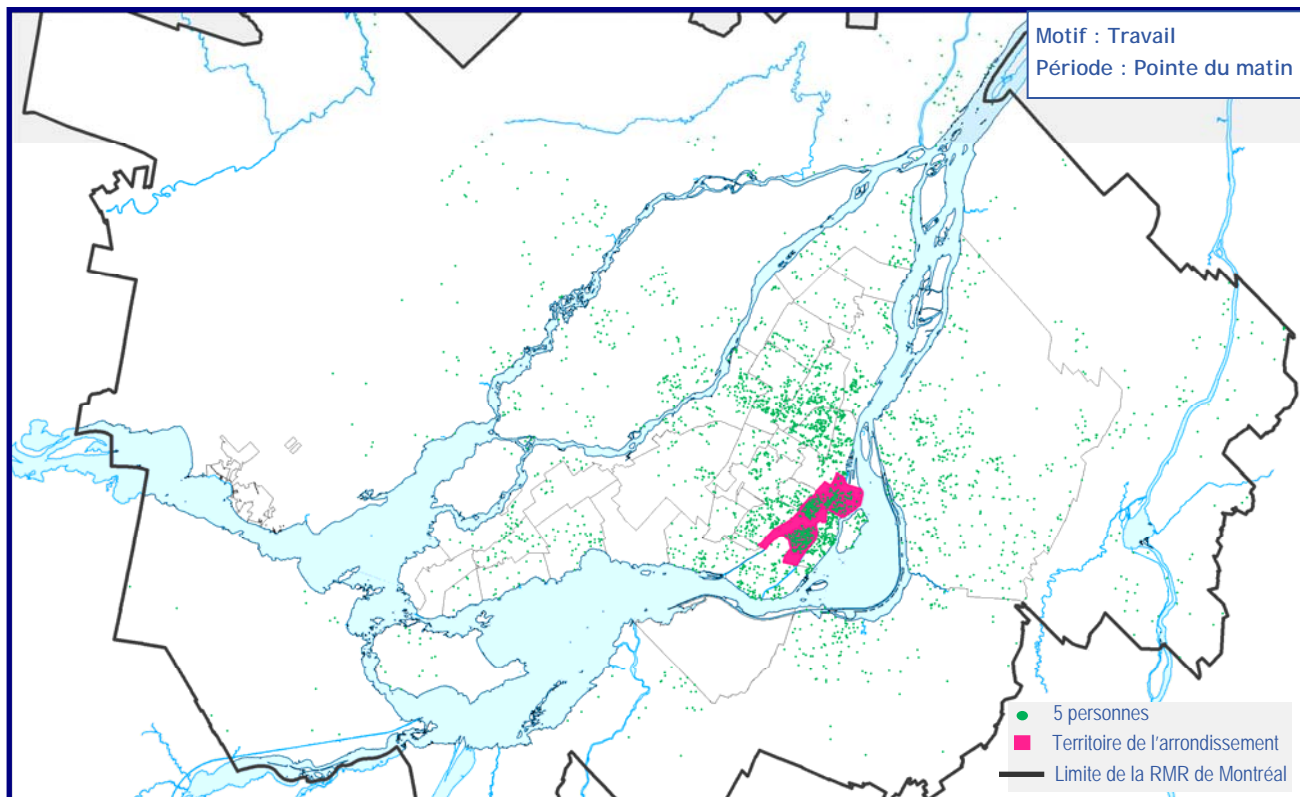 Motif : Travail
Période : Pointe du matin
5 personnes
Territoire de l'arrondissement
Limite de la RMR de Montréal